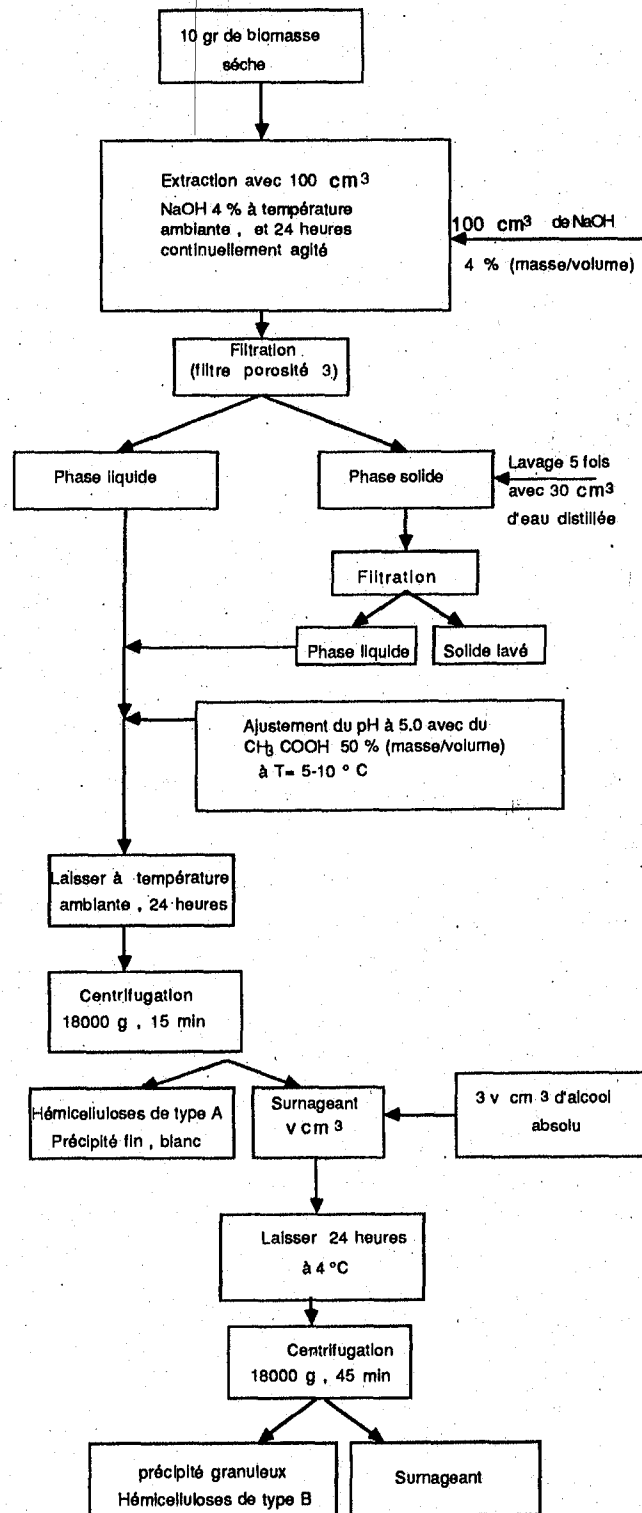 10 gr de biomasse
séche
Extraction avec 100 cm³
NaOH 4 % à température
ambiante , et 24 heures
continuellement agité
100 cm³ de NaOH
4 % (masse/volume)
Filtration
(filtre porosité 3)
Phase liquide
Phase solide
Lavage 5 fois
avec 30 cm³
d'eau distillée
Filtration
Phase liquide
Solide lavé
Ajustement du pH à 5.0 avec du
CH₃ COOH 50 % (masse/volume)
à T= 5-10 ° C
Laisser à température
ambiante , 24 heures
Centrifugation
18000 g , 15 min
Hémicelluloses de type A
Précipité fin , blanc
Surnageant
v cm³
3 v cm³ d'alcool
absolu
Laisser 24 heures
à 4 °C
Centrifugation
18000 g , 45 min
précipité granuleux
Hémicelluloses de type B
Surnageant